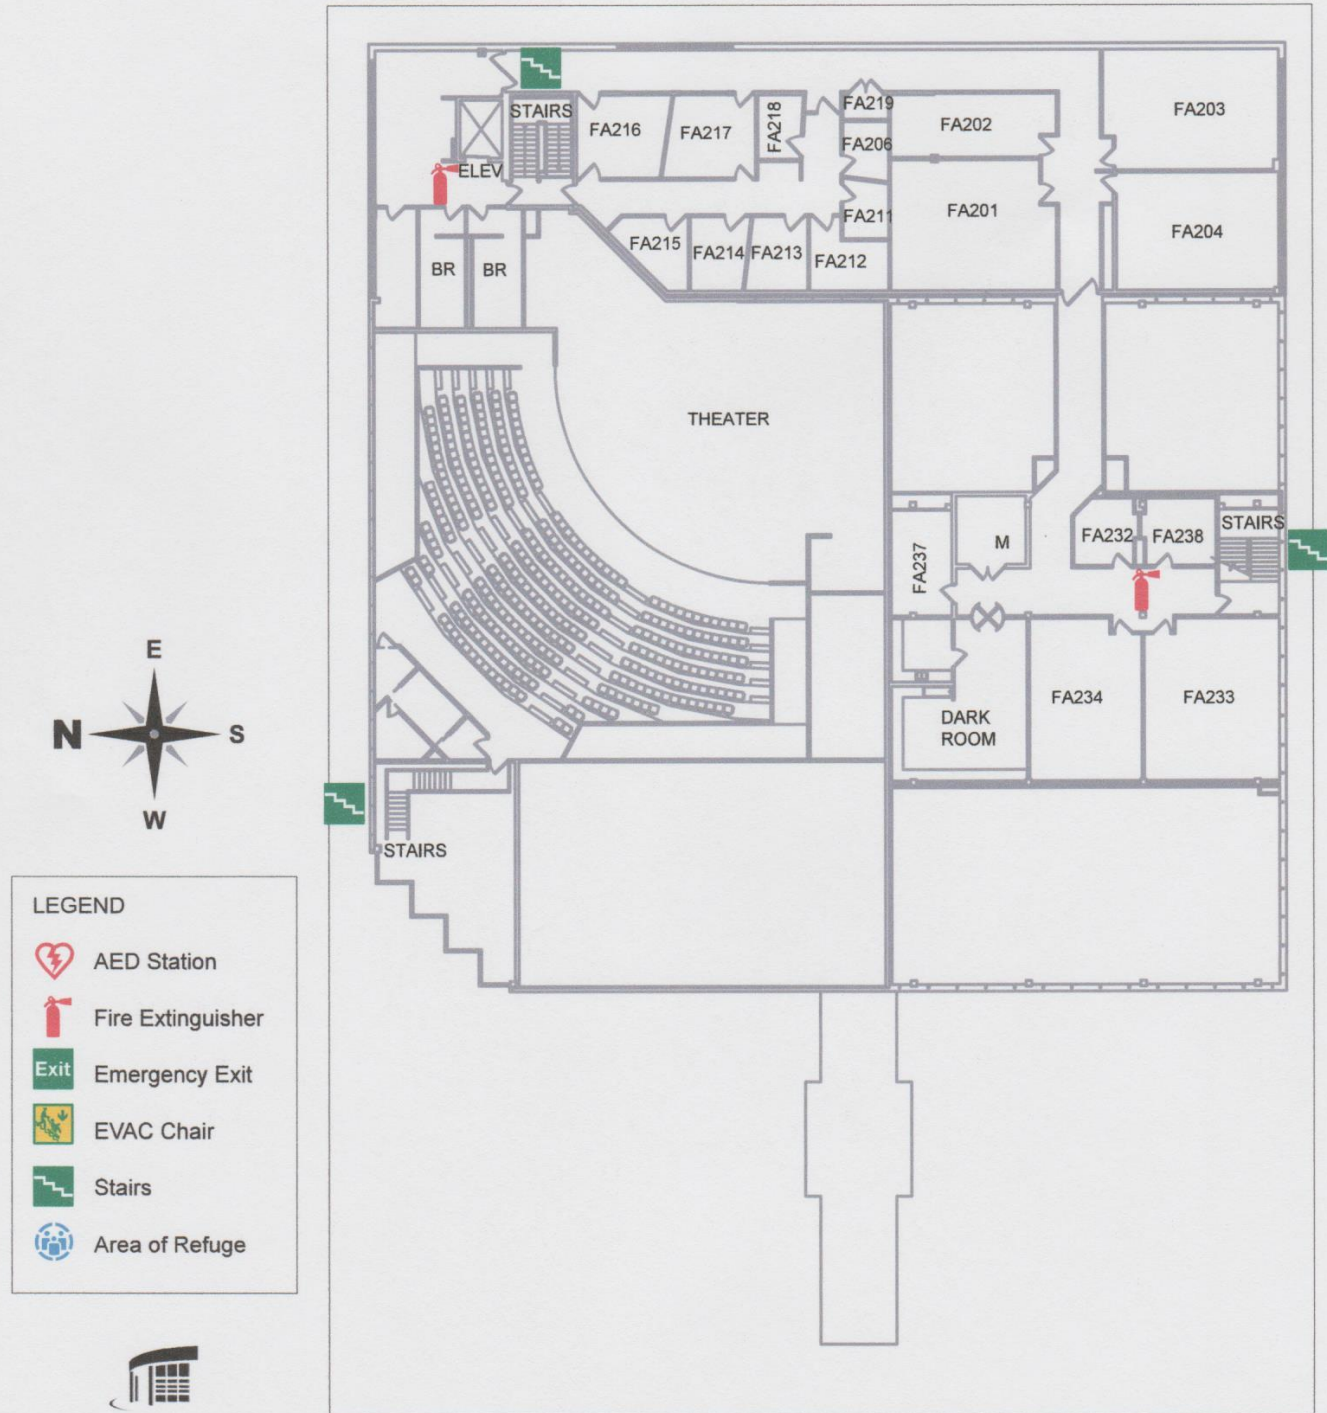 STAIRS
FA216
FA217
FA218
FA219
FA202
FA203
FA206
ELEV
FA211
FA201
FA204
FA215
FA214
FA213
FA212
BR
BR
THEATER
FA237
M
FA232
FA238
STAIRS
E
N
S
W
DARK
ROOM
FA234
FA233
STAIRS
LEGEND
AED Station
Fire Extinguisher
Exit
Emergency Exit
EVAC Chair
Stairs
Area of Refuge